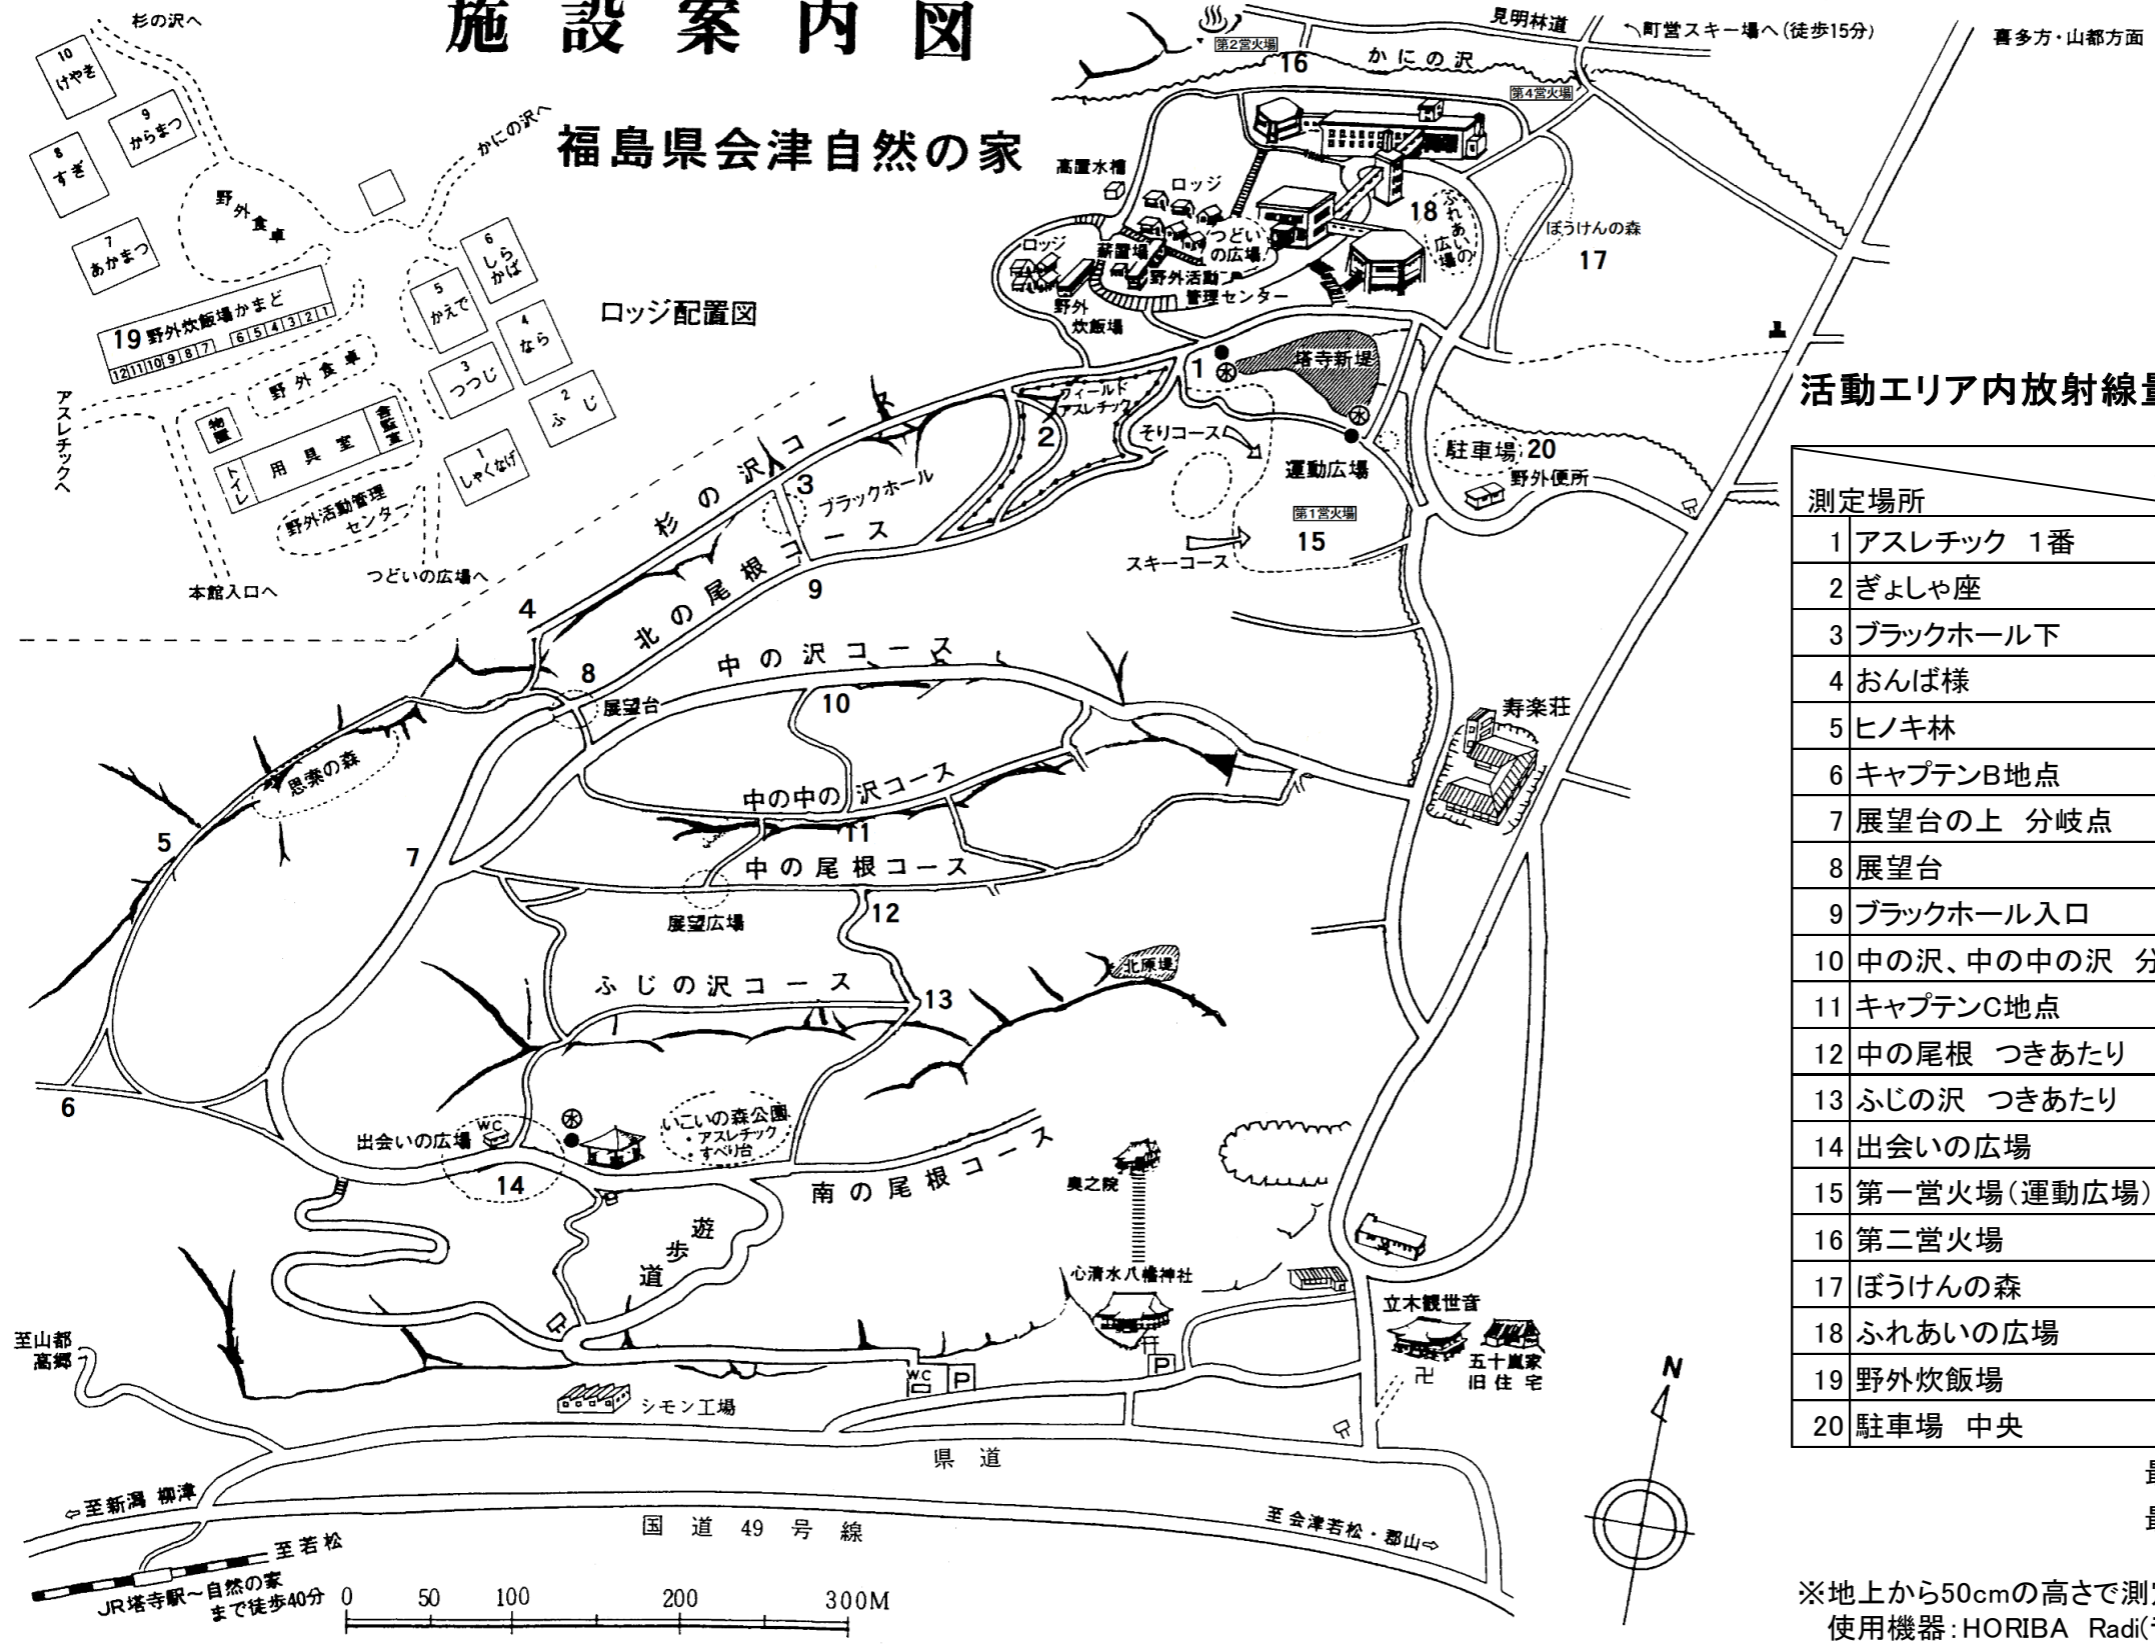 施設案内図
福島県会津自然の家
杉の沢へ
10
けやき
9
からまつ
8
すぎ
7
あかまつ
野外食卓
かにの沢へ
6
しらかば
5
かえで
4
なら
3
つつじ
2
ふじ
1
しゃくなげ
19 野外炊飯場かまど
12 11 10 9 8 7 6 5 4 3 2 1
野外食卓
物置
トイレ
用具室
野外活動管理
センター
アスレチックへ
本館入口へ
つどいの広場へ
ロッジ配置図
見明林道
町営スキー場へ(徒歩15分)
喜多方・山都方面
第2営火場
16
かにの沢
第4営火場
高置水槽
ロッジ
ロッジ
薪置場
つどい
の広場
野外活動
管理センター
野外
炊飯場
18
ふれあいの
広場
ぼうけんの森
17
1
水
塔寺新堤
水
フィールド
アスレチック
2
そりコース
運動広場
駐車場 20
野外便所
第1営火場
15
スキーコース
杉の沢コース
3
ブラックホール
北の尾根コース
9
4
8
展望台
中の沢コース
10
思索の森
5
7
中の中の沢コース
11
中の尾根コース
展望広場
12
寿楽荘
ふじの沢コース
13
北原堤
6
出会いの広場
WC
水
14
いこいの森公園
・アスレチック
・すべり台
南の尾根コース
遊歩道
奥之院
心清水八幡神社
立木観世音
五十嵐家
旧住宅
卍
P
WC
P
シモン工場
至山都
高郷
県道
⇦至新潟 柳津
国道49号線
至会津若松・郡山⇨
至若松
JR塔寺駅～自然の家
まで徒歩40分
0 50 100 200 300M
N
活動エリア内放射線量
測定場所
1 アスレチック 1番
2 ぎょしゃ座
3 ブラックホール下
4 おんば様
5 ヒノキ林
6 キャプテンB地点
7 展望台の上 分岐点
8 展望台
9 ブラックホール入口
10 中の沢、中の中の沢 分
11 キャプテンC地点
12 中の尾根 つきあたり
13 ふじの沢 つきあたり
14 出会いの広場
15 第一営火場(運動広場)
16 第二営火場
17 ぼうけんの森
18 ふれあいの広場
19 野外炊飯場
20 駐車場 中央
最
最
※地上から50cmの高さで測定
使用機器:HORIBA Radi(